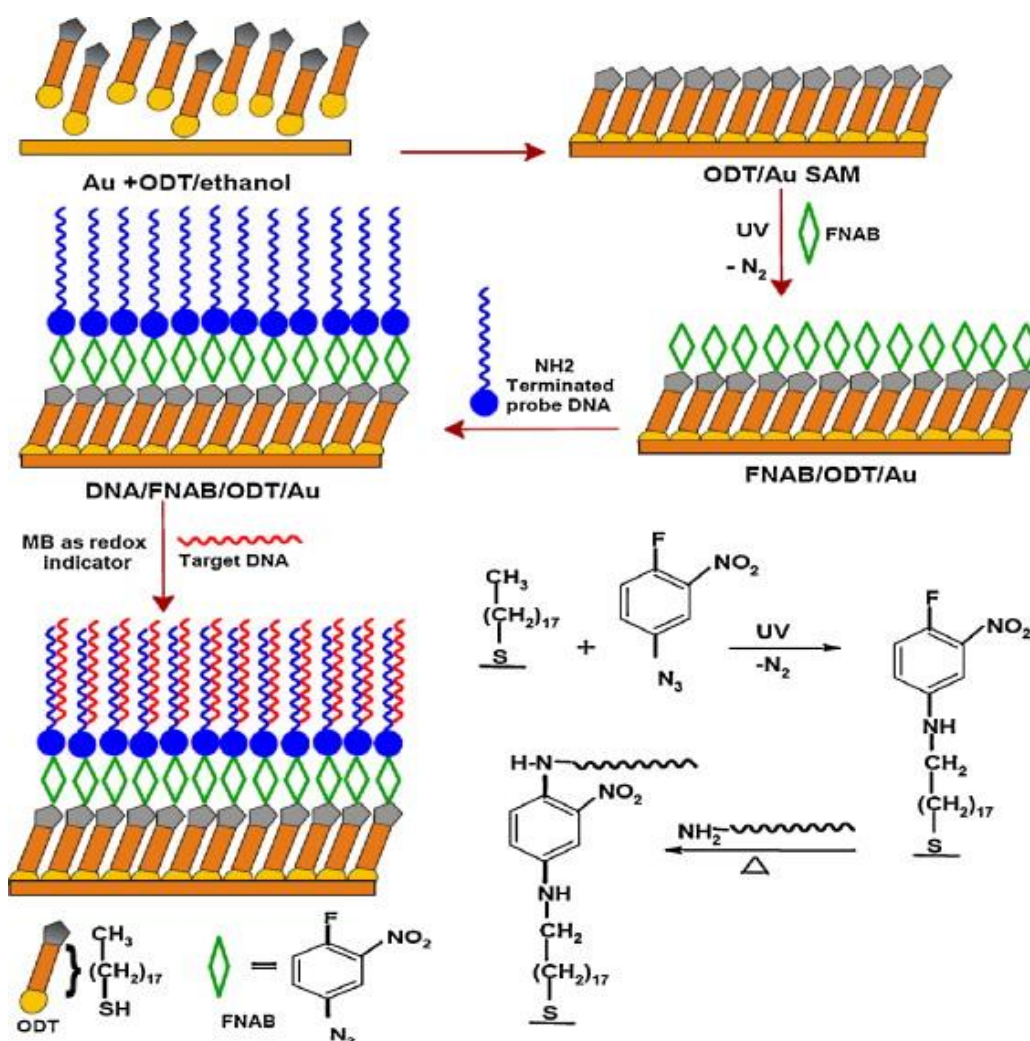 Au +ODT/ethanol
ODT/Au SAM
UV
- N₂
FNAB
NH2
Terminated
probe DNA
FNAB/ODT/Au
DNA/FNAB/ODT/Au
MB as redox
indicator
Target DNA
CH₃
(CH₂)₁₇
S
+
F
NO₂
N₃
UV
-N₂
F
NO₂
NH
CH₂
(C)₁₇
S
H-N
NO₂
NH
CH₂
(C)₁₇
S
NH₂
△
ODT
CH₃
(CH₂)₁₇
SH
FNAB
=
F
NO₂
N₃